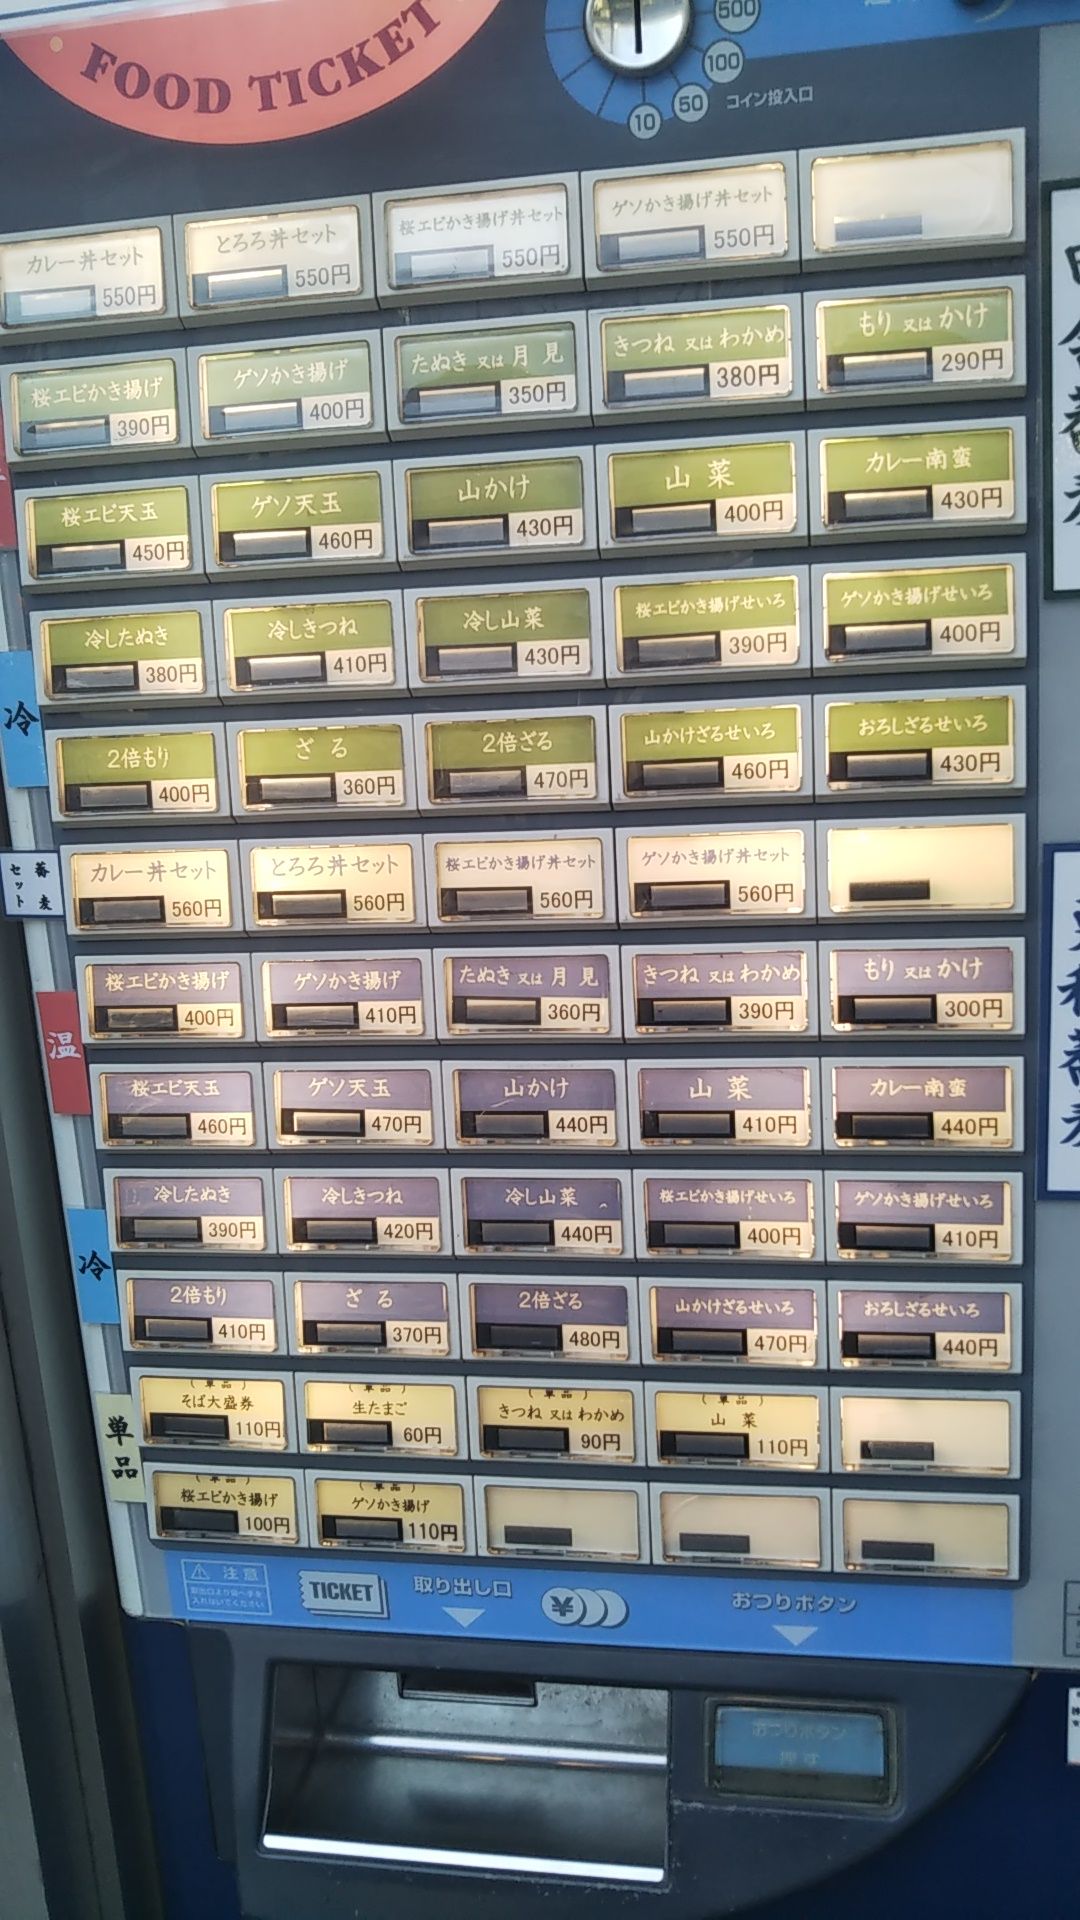 FOOD TICKET
500
100
50
10
コイン投入口
カレー丼セット 550円
とろろ丼セット 550円
桜エビかき揚げ丼セット 550円
ゲソかき揚げ丼セット 550円
桜エビかき揚げ 390円
ゲソかき揚げ 400円
たぬき 又は 月見 350円
きつね 又は わかめ 380円
もり 又は かけ 290円
桜エビ天玉 450円
ゲソ天玉 460円
山かけ 430円
山菜 400円
カレー南蛮 430円
冷
冷したぬき 380円
冷しきつね 410円
冷し山菜 430円
桜エビかき揚げせいろ 390円
ゲソかき揚げせいろ 400円
2倍もり 400円
ざる 360円
2倍ざる 470円
山かけざるせいろ 460円
おろしざるせいろ 430円
蕎麦
セット
カレー丼セット 560円
とろろ丼セット 560円
桜エビかき揚げ丼セット 560円
ゲソかき揚げ丼セット 560円
温
桜エビかき揚げ 400円
ゲソかき揚げ 410円
たぬき 又は 月見 360円
きつね 又は わかめ 390円
もり 又は かけ 300円
桜エビ天玉 460円
ゲソ天玉 470円
山かけ 440円
山菜 410円
カレー南蛮 440円
冷
冷したぬき 390円
冷しきつね 420円
冷し山菜 440円
桜エビかき揚げせいろ 400円
ゲソかき揚げせいろ 410円
2倍もり 410円
ざる 370円
2倍ざる 480円
山かけざるせいろ 470円
おろしざるせいろ 440円
単品
(単品)
そば大盛券 110円
(単品)
生たまご 60円
(単品)
きつね 又は わかめ 90円
(単品)
山菜 110円
(単品)
桜エビかき揚げ 100円
(単品)
ゲソかき揚げ 110円
注意
取出口より奥へ手を
入れないでください
TICKET
取り出し口
¥
おつりボタン
おつりボタン
押す